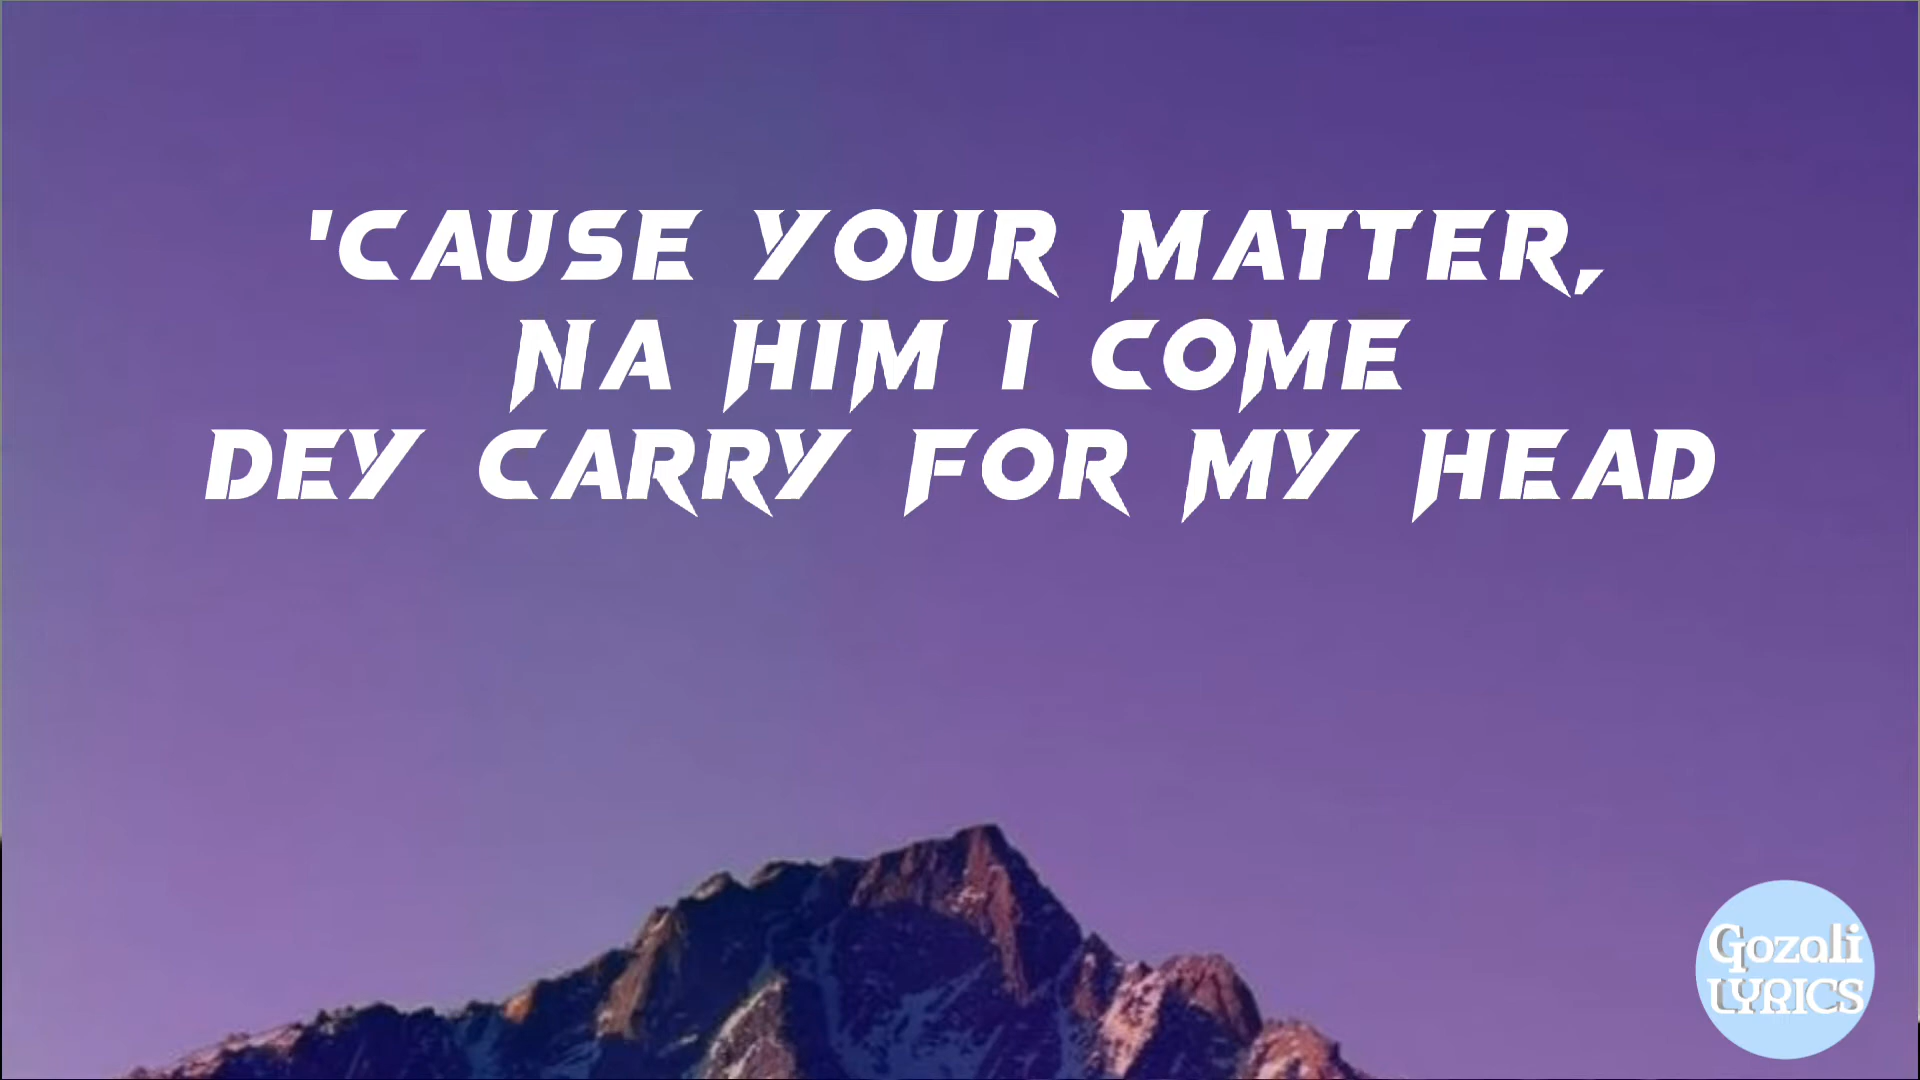 'CAUSE YOUR MATTER,
NA HIM I COME
DEY CARRY FOR MY HEAD
Gozali
LYRICS